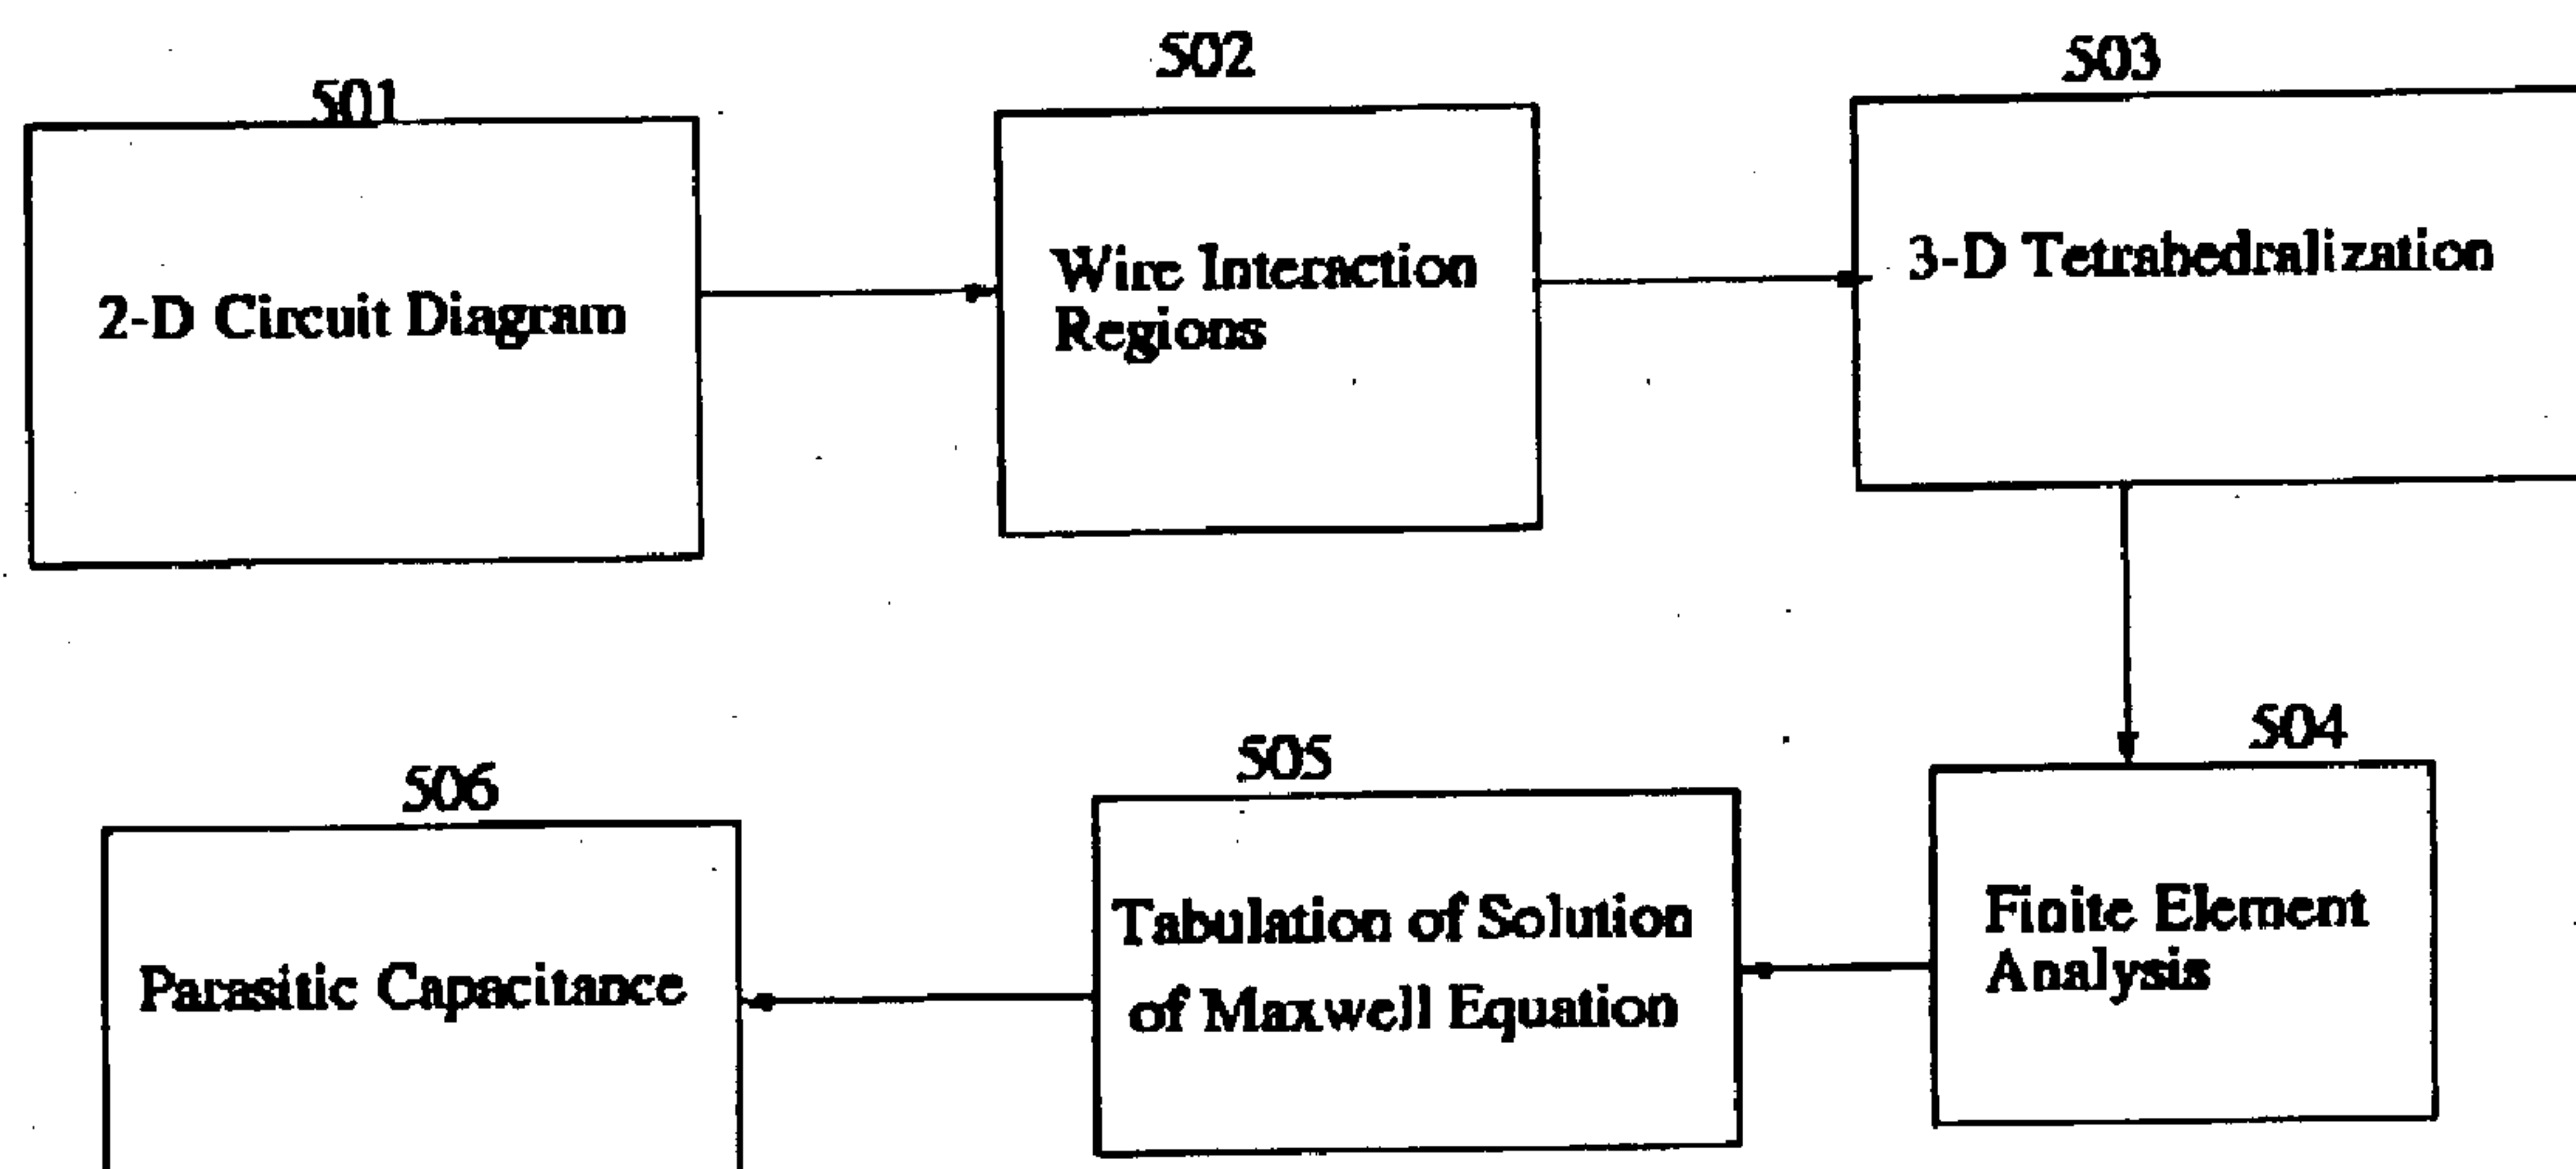 501
2-D Circuit Diagram
502
Wire Interaction
Regions
503
3-D Tetrahedralization
504
Finite Element
Analysis
505
Tabulation of Solution
of Maxwell Equation
506
Parasitic Capacitance